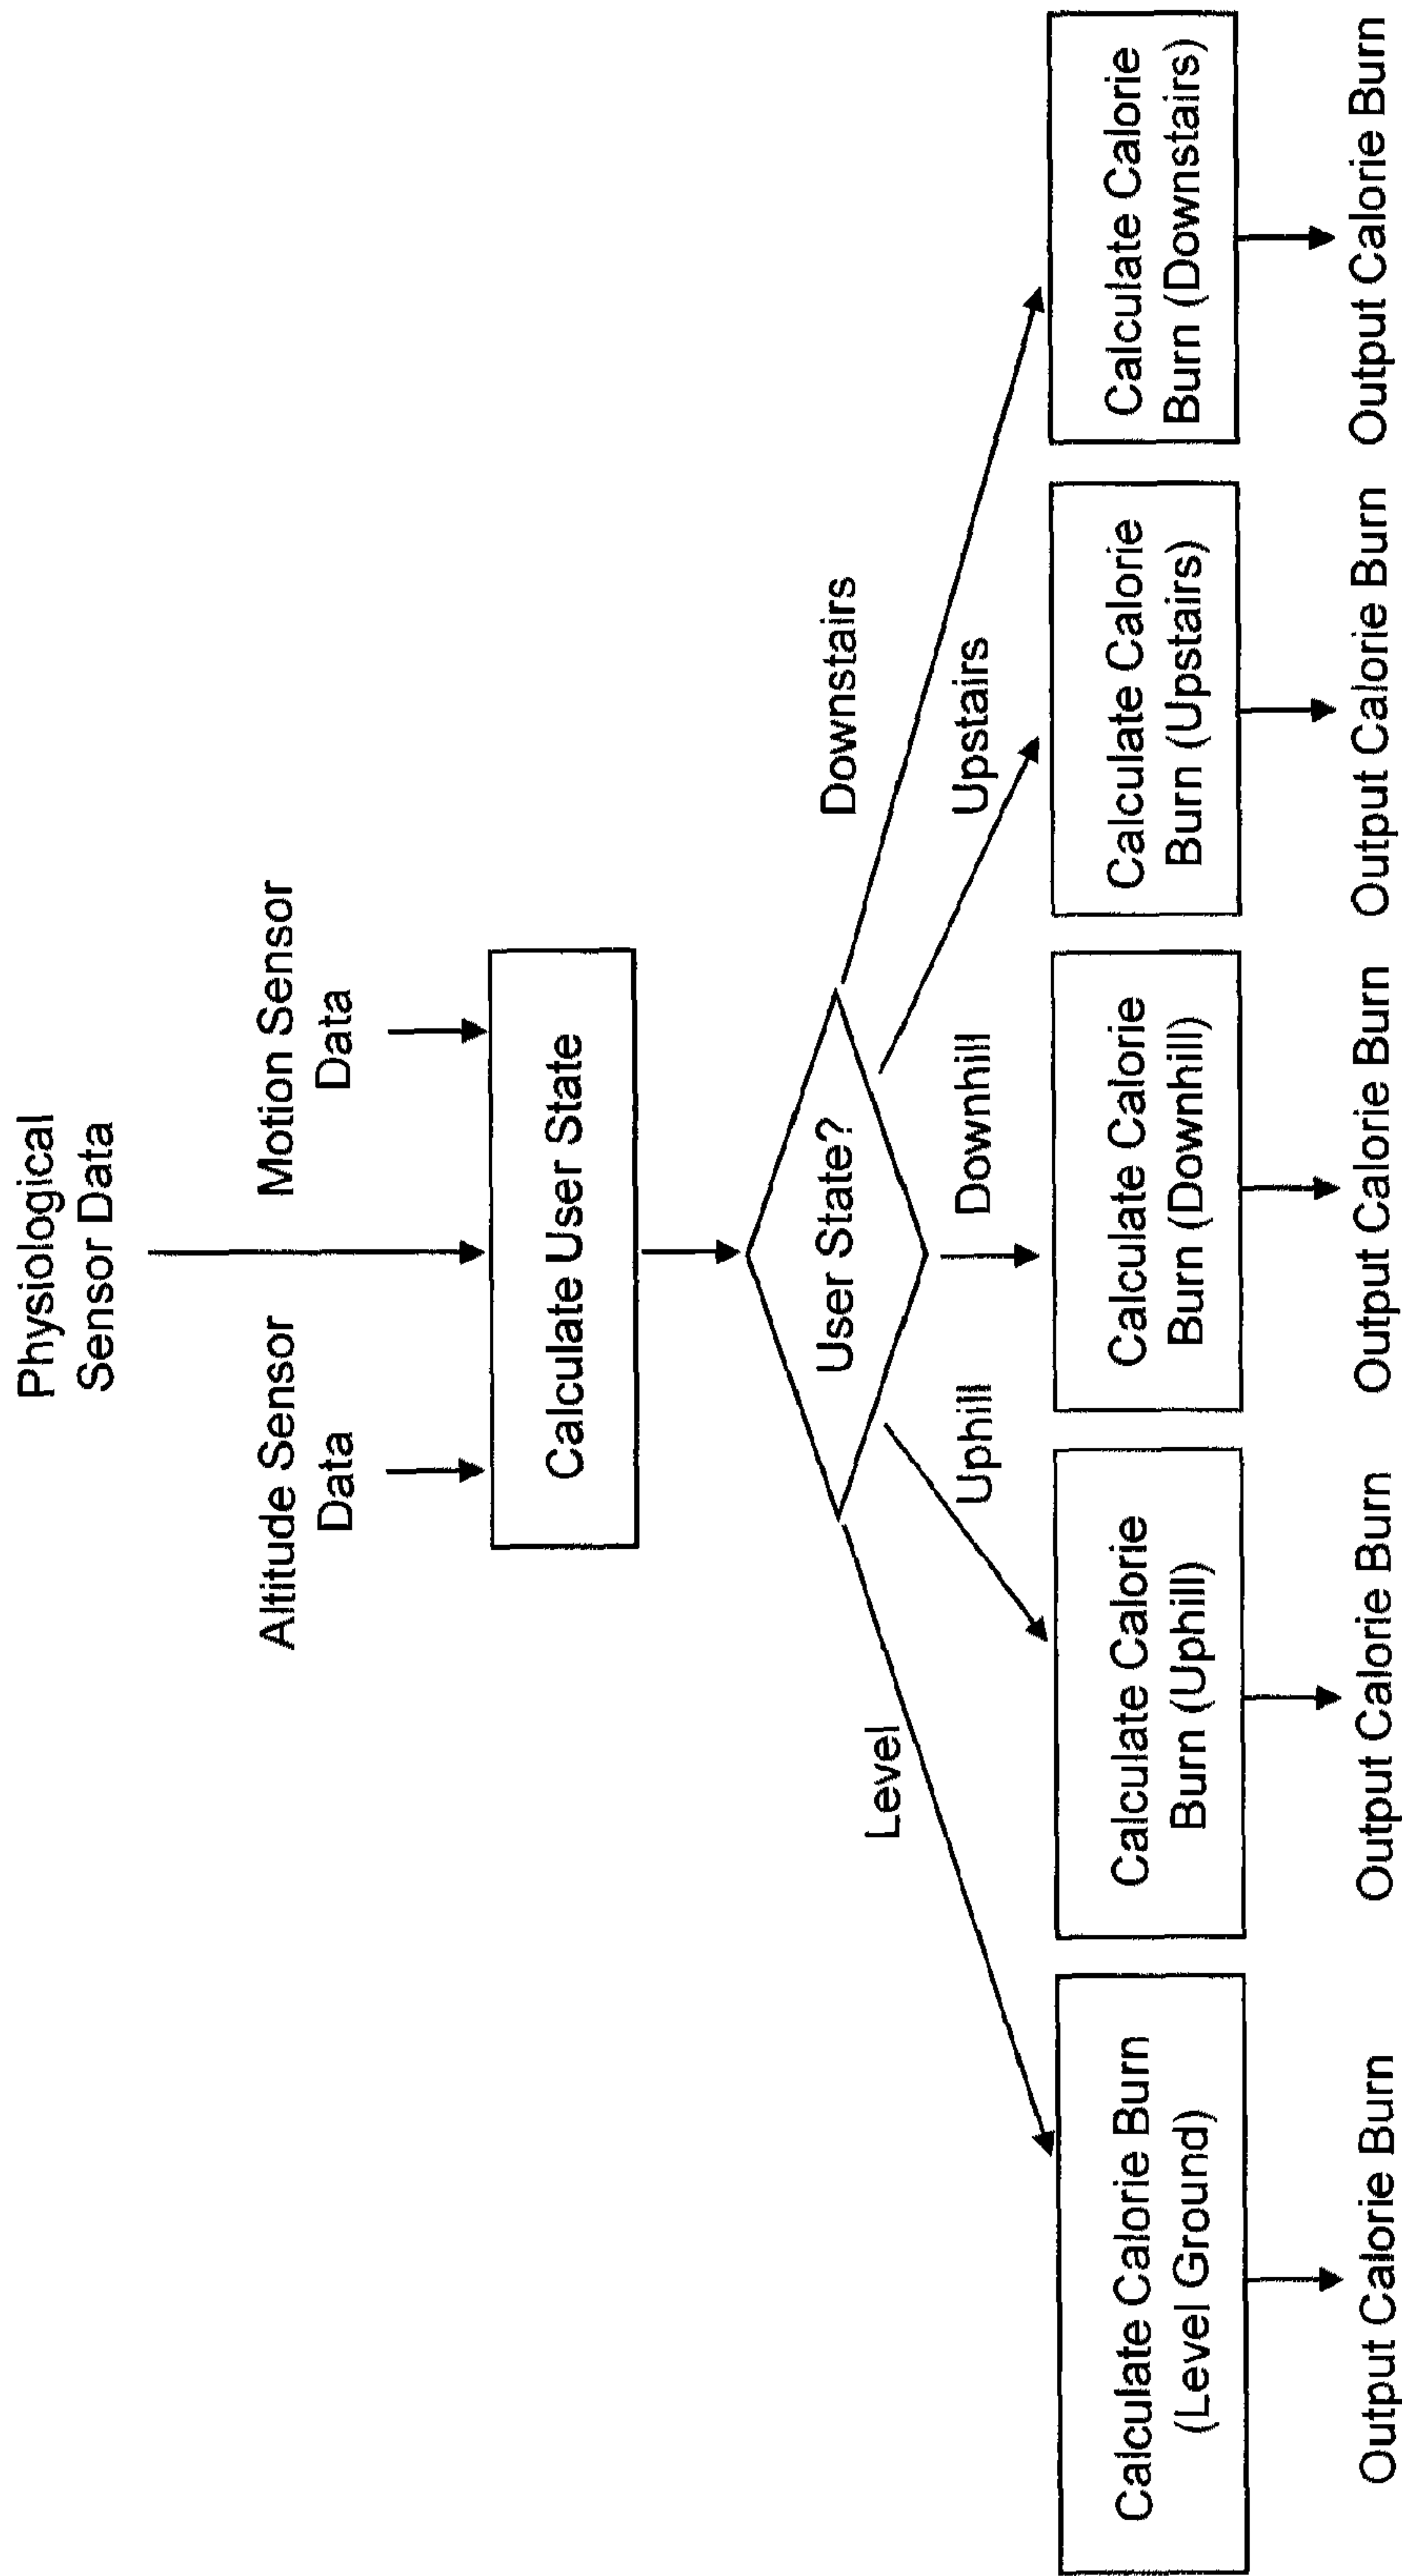 Physiological
Sensor Data
Altitude Sensor
Data
Motion Sensor
Data
Calculate User State
User State?
Level
Uphill
Downhill
Upstairs
Downstairs
Calculate Calorie Burn
(Level Ground)
Calculate Calorie
Burn (Uphill)
Calculate Calorie
Burn (Downhill)
Calculate Calorie
Burn (Upstairs)
Calculate Calorie
Burn (Downstairs)
Output Calorie Burn
Output Calorie Burn
Output Calorie Burn
Output Calorie Burn
Output Calorie Burn